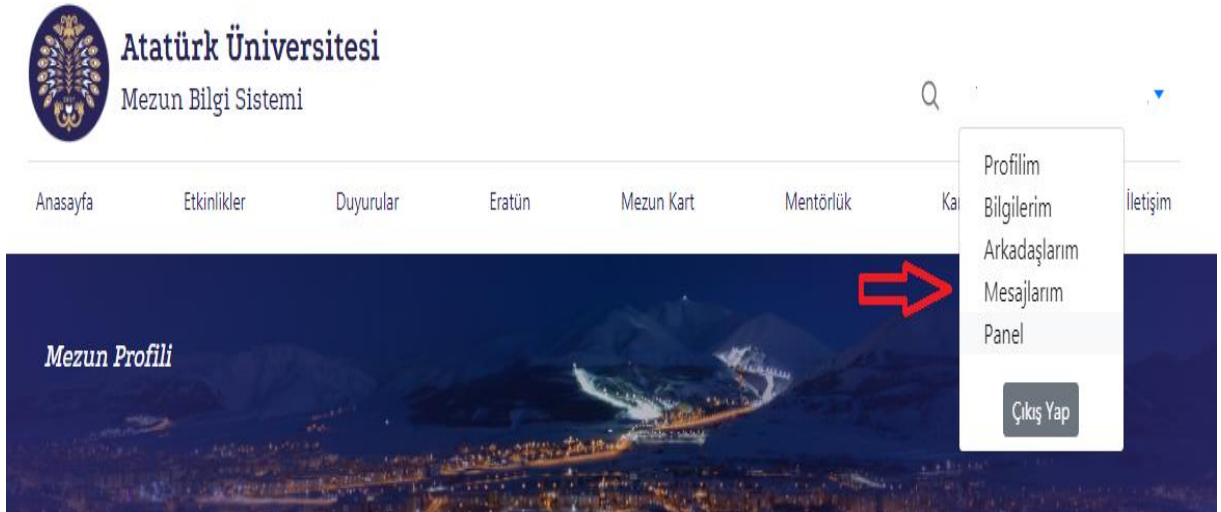 Atatürk Üniversitesi
Mezun Bilgi Sistemi
Anasayfa Etkinlikler Duyurular Eratün Mezun Kart Mentörlük İletişim
Profilim
Bilgilerim
Arkadaşlarım
Mesajlarım
Panel
Çıkış Yap
Mezun Profili